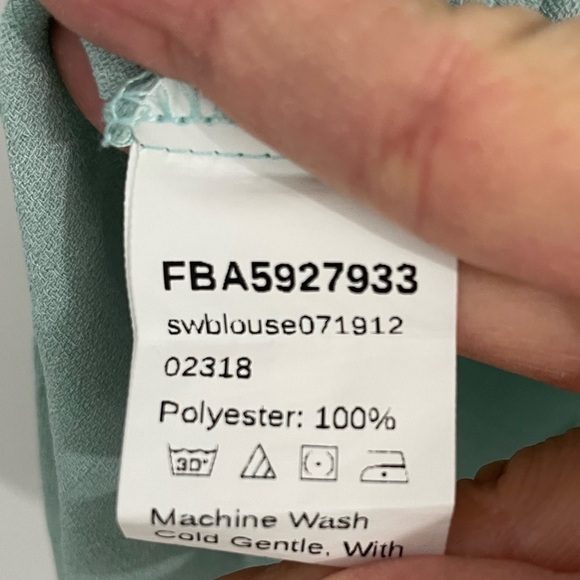 FBA5927933
swblouse071912
02318
Polyester: 100%
30°
Machine Wash
Cold Gentle, With